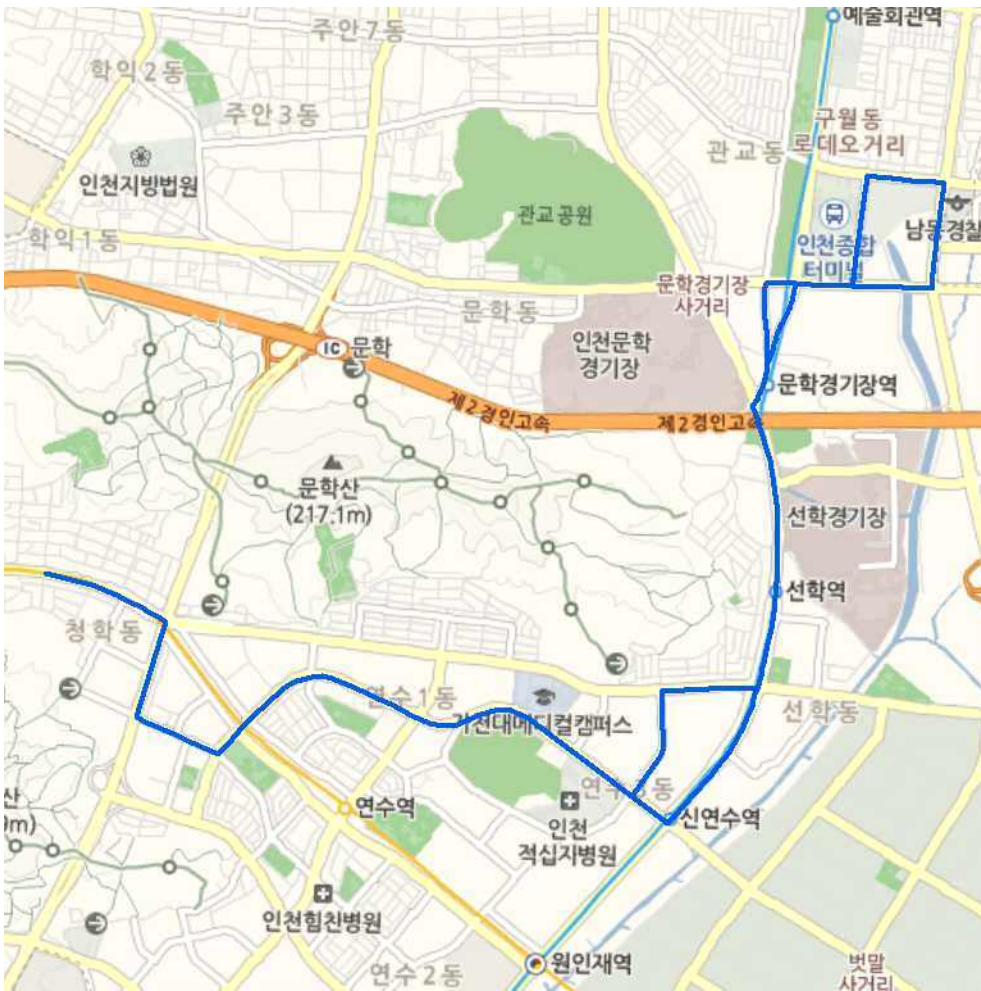 예술회관역
주안7동
학익2동
주안3동
구월동
로데오거리
관교동
인천지방법원
관교공원
인천종합
터미널
남동경찰
학익1동
문학경기장
사거리
문학동
인천문학
경기장
IC 문학
문학경기장역
제2경인고속
제2경인고속
문학산
(217.1m)
선학경기장
선학역
청학동
연수1동
가천대메디컬캠퍼스
선학동
연수3동
산
신연수역
연수역
인천
적십자병원
인천힘찬병원
원인재역
연수2동
벗말
사거리